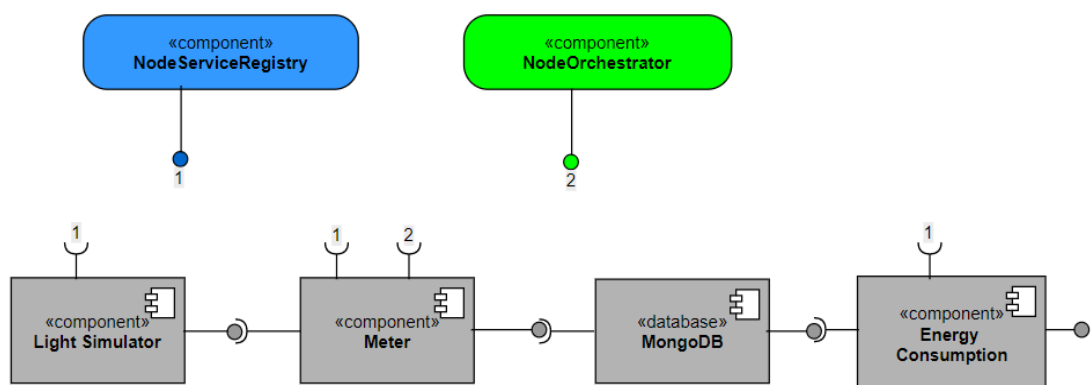 «component»
NodeServiceRegistry
«component»
NodeOrchestrator
1
2
1
1
2
1
«component»
Light Simulator
«component»
Meter
«database»
MongoDB
«component»
Energy
Consumption